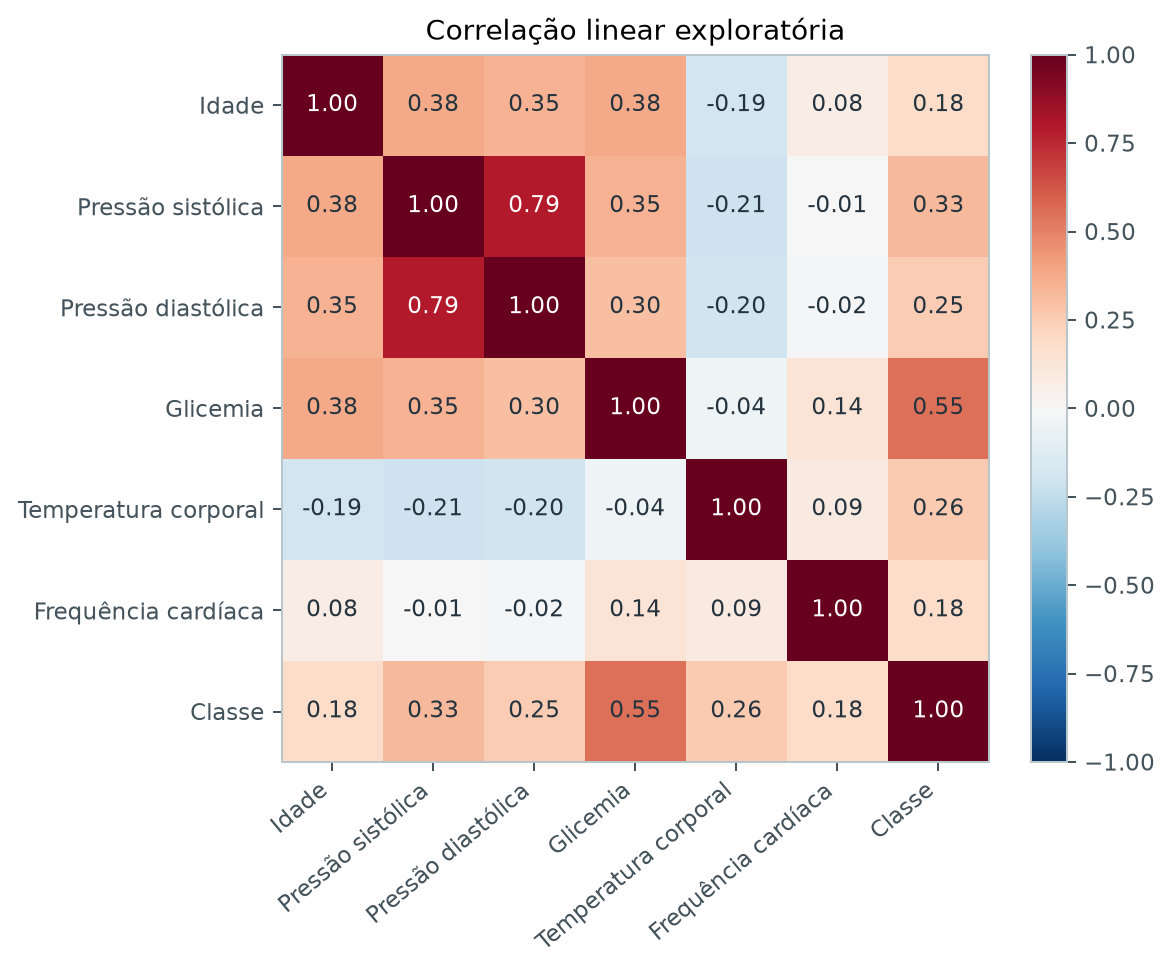 Correlação linear exploratória
Idade 1.00 0.38 0.35 0.38 -0.19 0.08 0.18
Pressão sistólica 0.38 1.00 0.79 0.35 -0.21 -0.01 0.33
Pressão diastólica 0.35 0.79 1.00 0.30 -0.20 -0.02 0.25
Glicemia 0.38 0.35 0.30 1.00 -0.04 0.14 0.55
Temperatura corporal -0.19 -0.21 -0.20 -0.04 1.00 0.09 0.26
Frequência cardíaca 0.08 -0.01 -0.02 0.14 0.09 1.00 0.18
Classe 0.18 0.33 0.25 0.55 0.26 0.18 1.00
Idade
Pressão sistólica
Pressão diastólica
Glicemia
Temperatura corporal
Frequência cardíaca
Classe
1.00
0.75
0.50
0.25
0.00
−0.25
−0.50
−0.75
−1.00